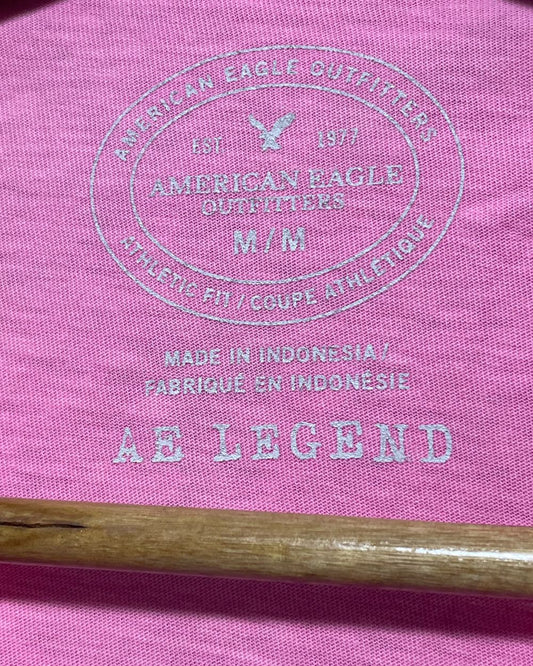 AMERICAN EAGLE OUTFITTERS
EST 1977
AMERICAN EAGLE
OUTFITTERS
M/M
ATHLETIC FIT / COUPE ATHLÉTIQUE
MADE IN INDONESIA /
FABRIQUÉ EN INDONÉSIE
AE LEGEND